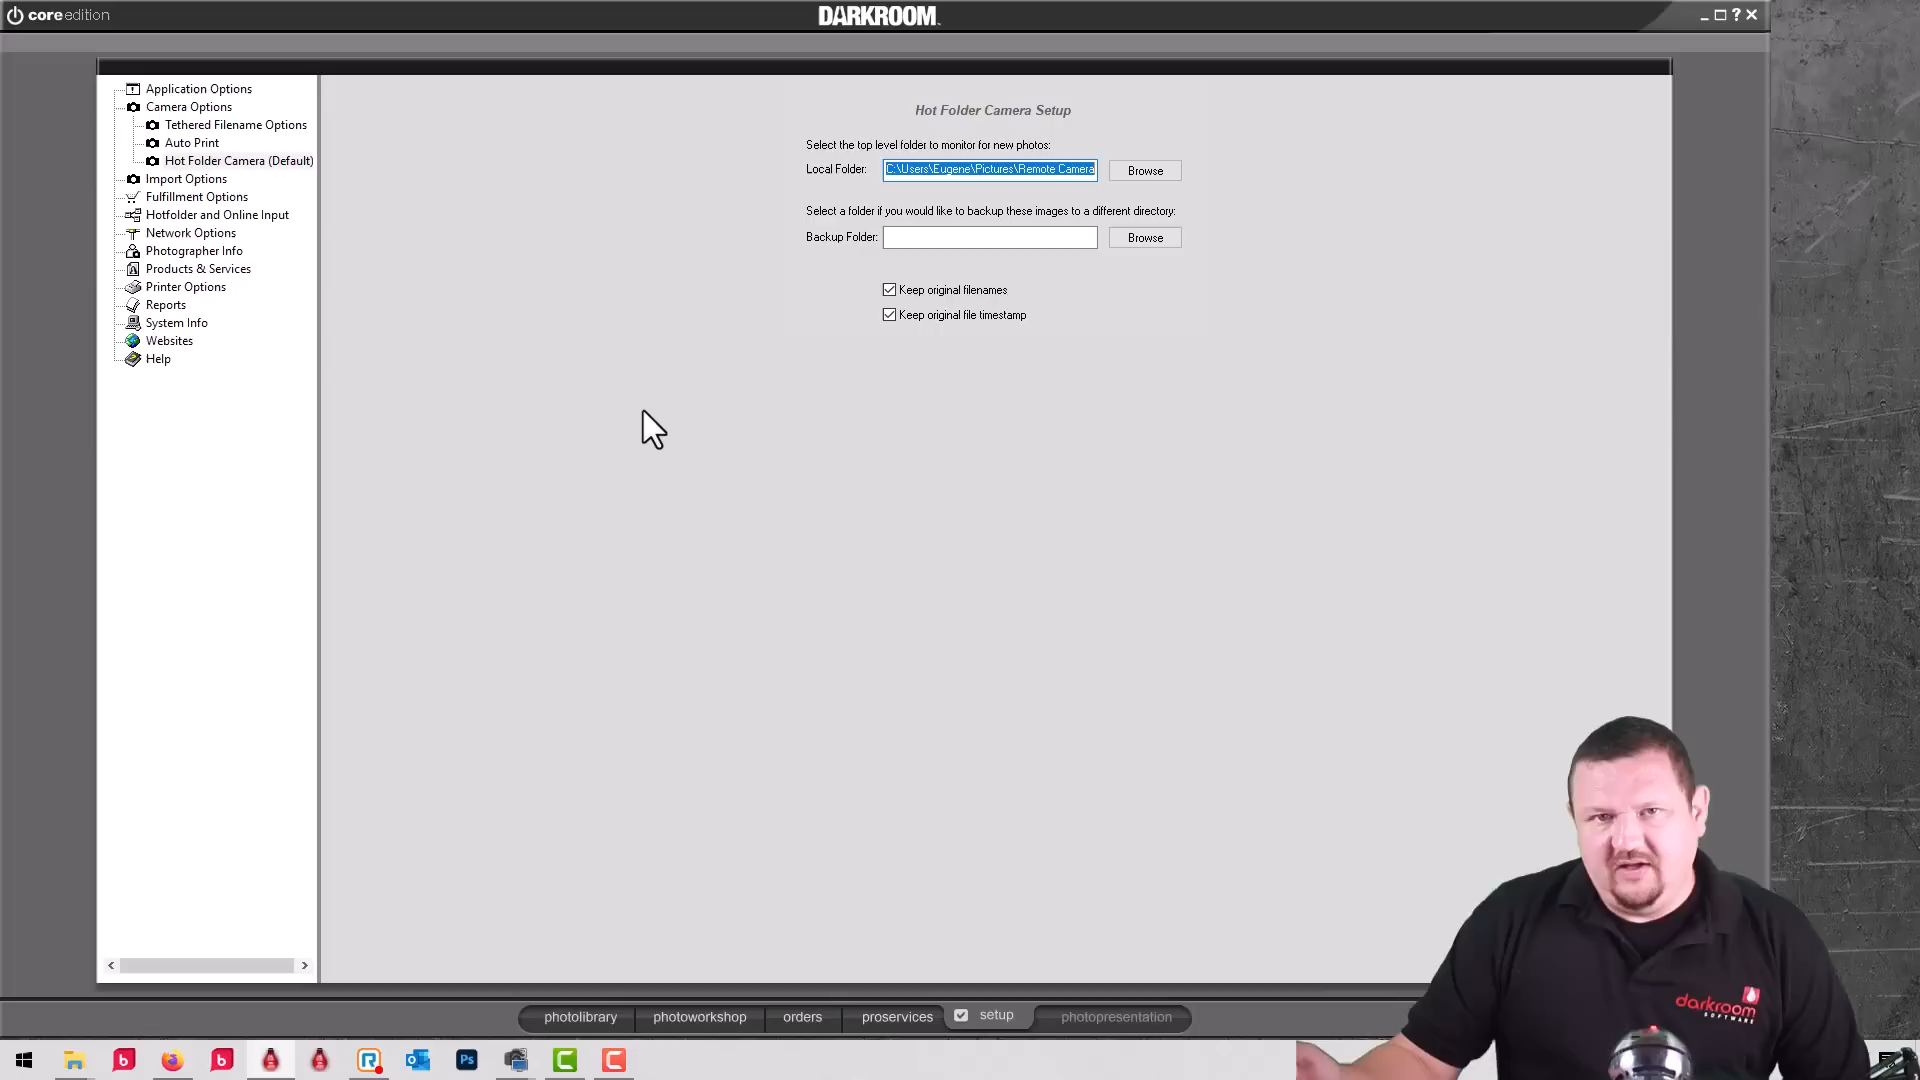 coreedition
DARKROOM
Application Options
Camera Options
Tethered Filename Options
Auto Print
Hot Folder Camera (Default)
Import Options
Fulfillment Options
Hotfolder and Online Input
Network Options
Photographer Info
Products & Services
Printer Options
Reports
System Info
Websites
Help
Hot Folder Camera Setup
Select the top level folder to monitor for new photos:
Local Folder: C:\Users\Eugene\Pictures\Remote Camera Browse
Select a folder if you would like to backup these images to a different directory:
Backup Folder: Browse
Keep original filenames
Keep original file timestamp
photolibrary photoworkshop orders proservices setup photopresentation
darkroom
SOFTWARE
b b R O Ps C C